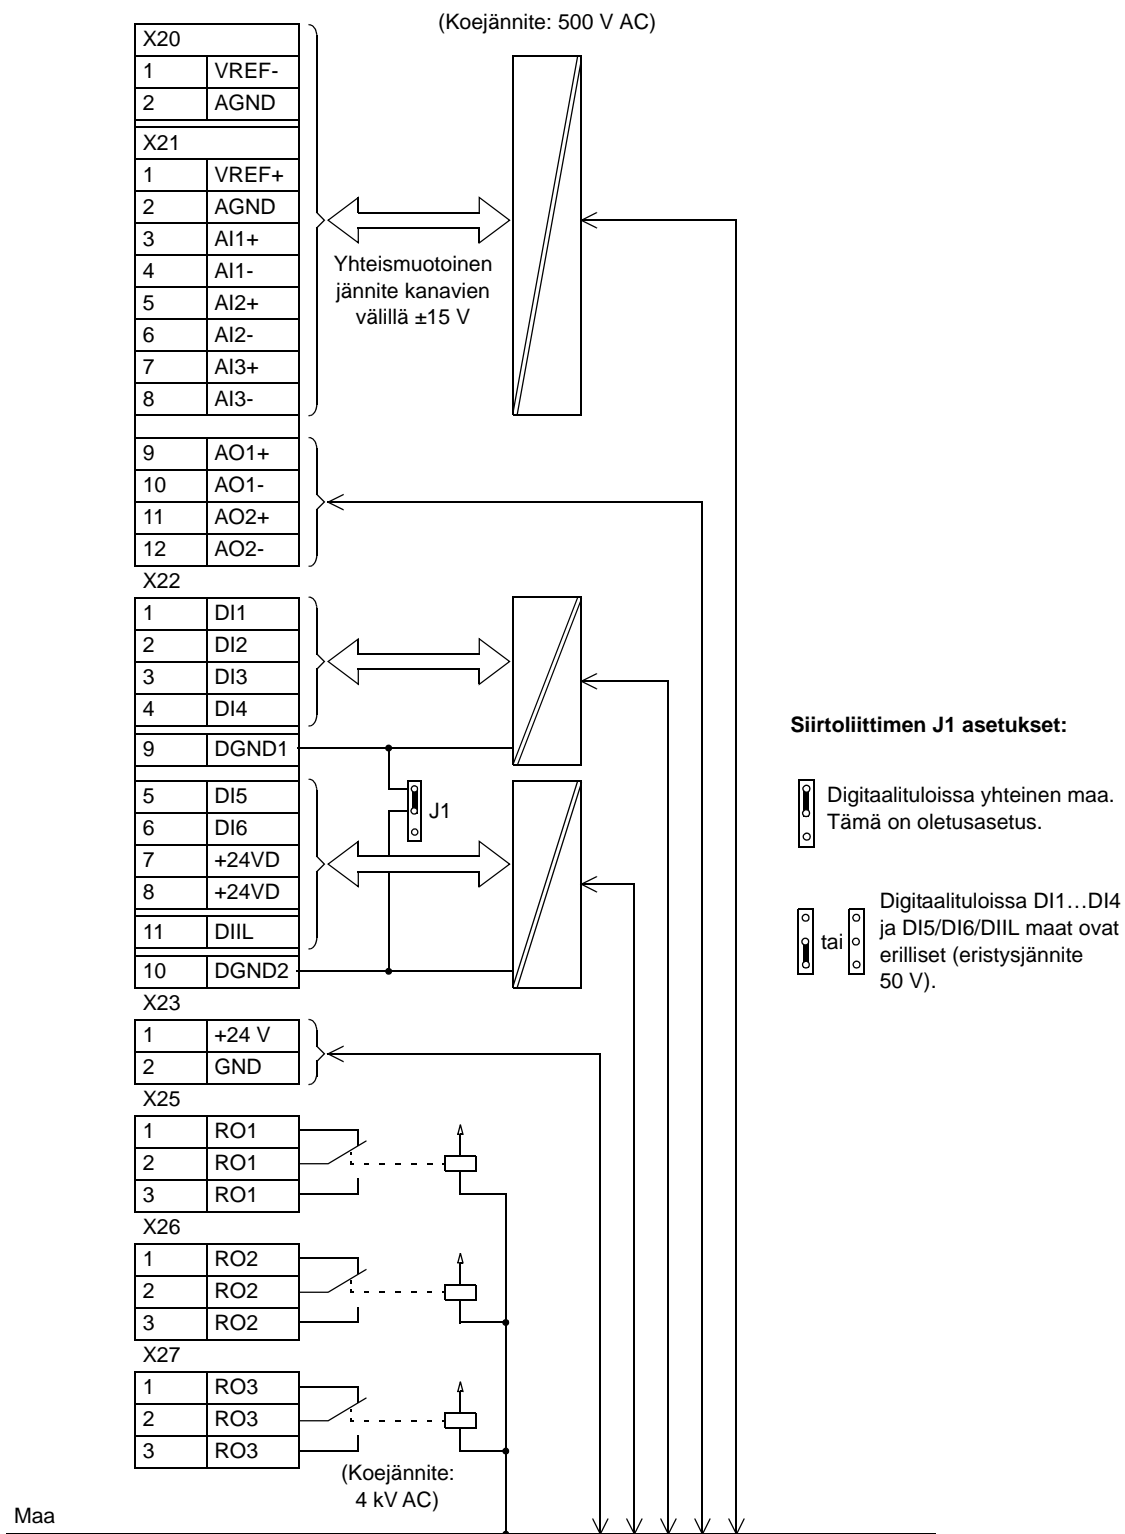 (Koejännite: 500 V AC)
X20
1 VREF-
2 AGND
X21
1 VREF+
2 AGND
3 AI1+
4 AI1-
5 AI2+
6 AI2-
7 AI3+
8 AI3-
Yhteismuotoinen
jännite kanavien
välillä ±15 V
9 AO1+
10 AO1-
11 AO2+
12 AO2-
X22
1 DI1
2 DI2
3 DI3
4 DI4
9 DGND1
5 DI5
6 DI6
7 +24VD
8 +24VD
11 DIIL
10 DGND2
J1
Siirtoliittimen J1 asetukset:
Digitaalituloissa yhteinen maa.
Tämä on oletusasetus.
tai
Digitaalituloissa DI1…DI4
ja DI5/DI6/DIIL maat ovat
erilliset (eristysjännite
50 V).
X23
1 +24 V
2 GND
X25
1 RO1
2 RO1
3 RO1
X26
1 RO2
2 RO2
3 RO2
X27
1 RO3
2 RO3
3 RO3
(Koejännite:
4 kV AC)
Maa